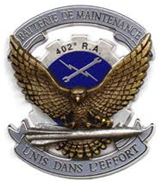 BATTERIE DE MAINTENANCE
402° R.A.
UNIS DANS L'EFFORT